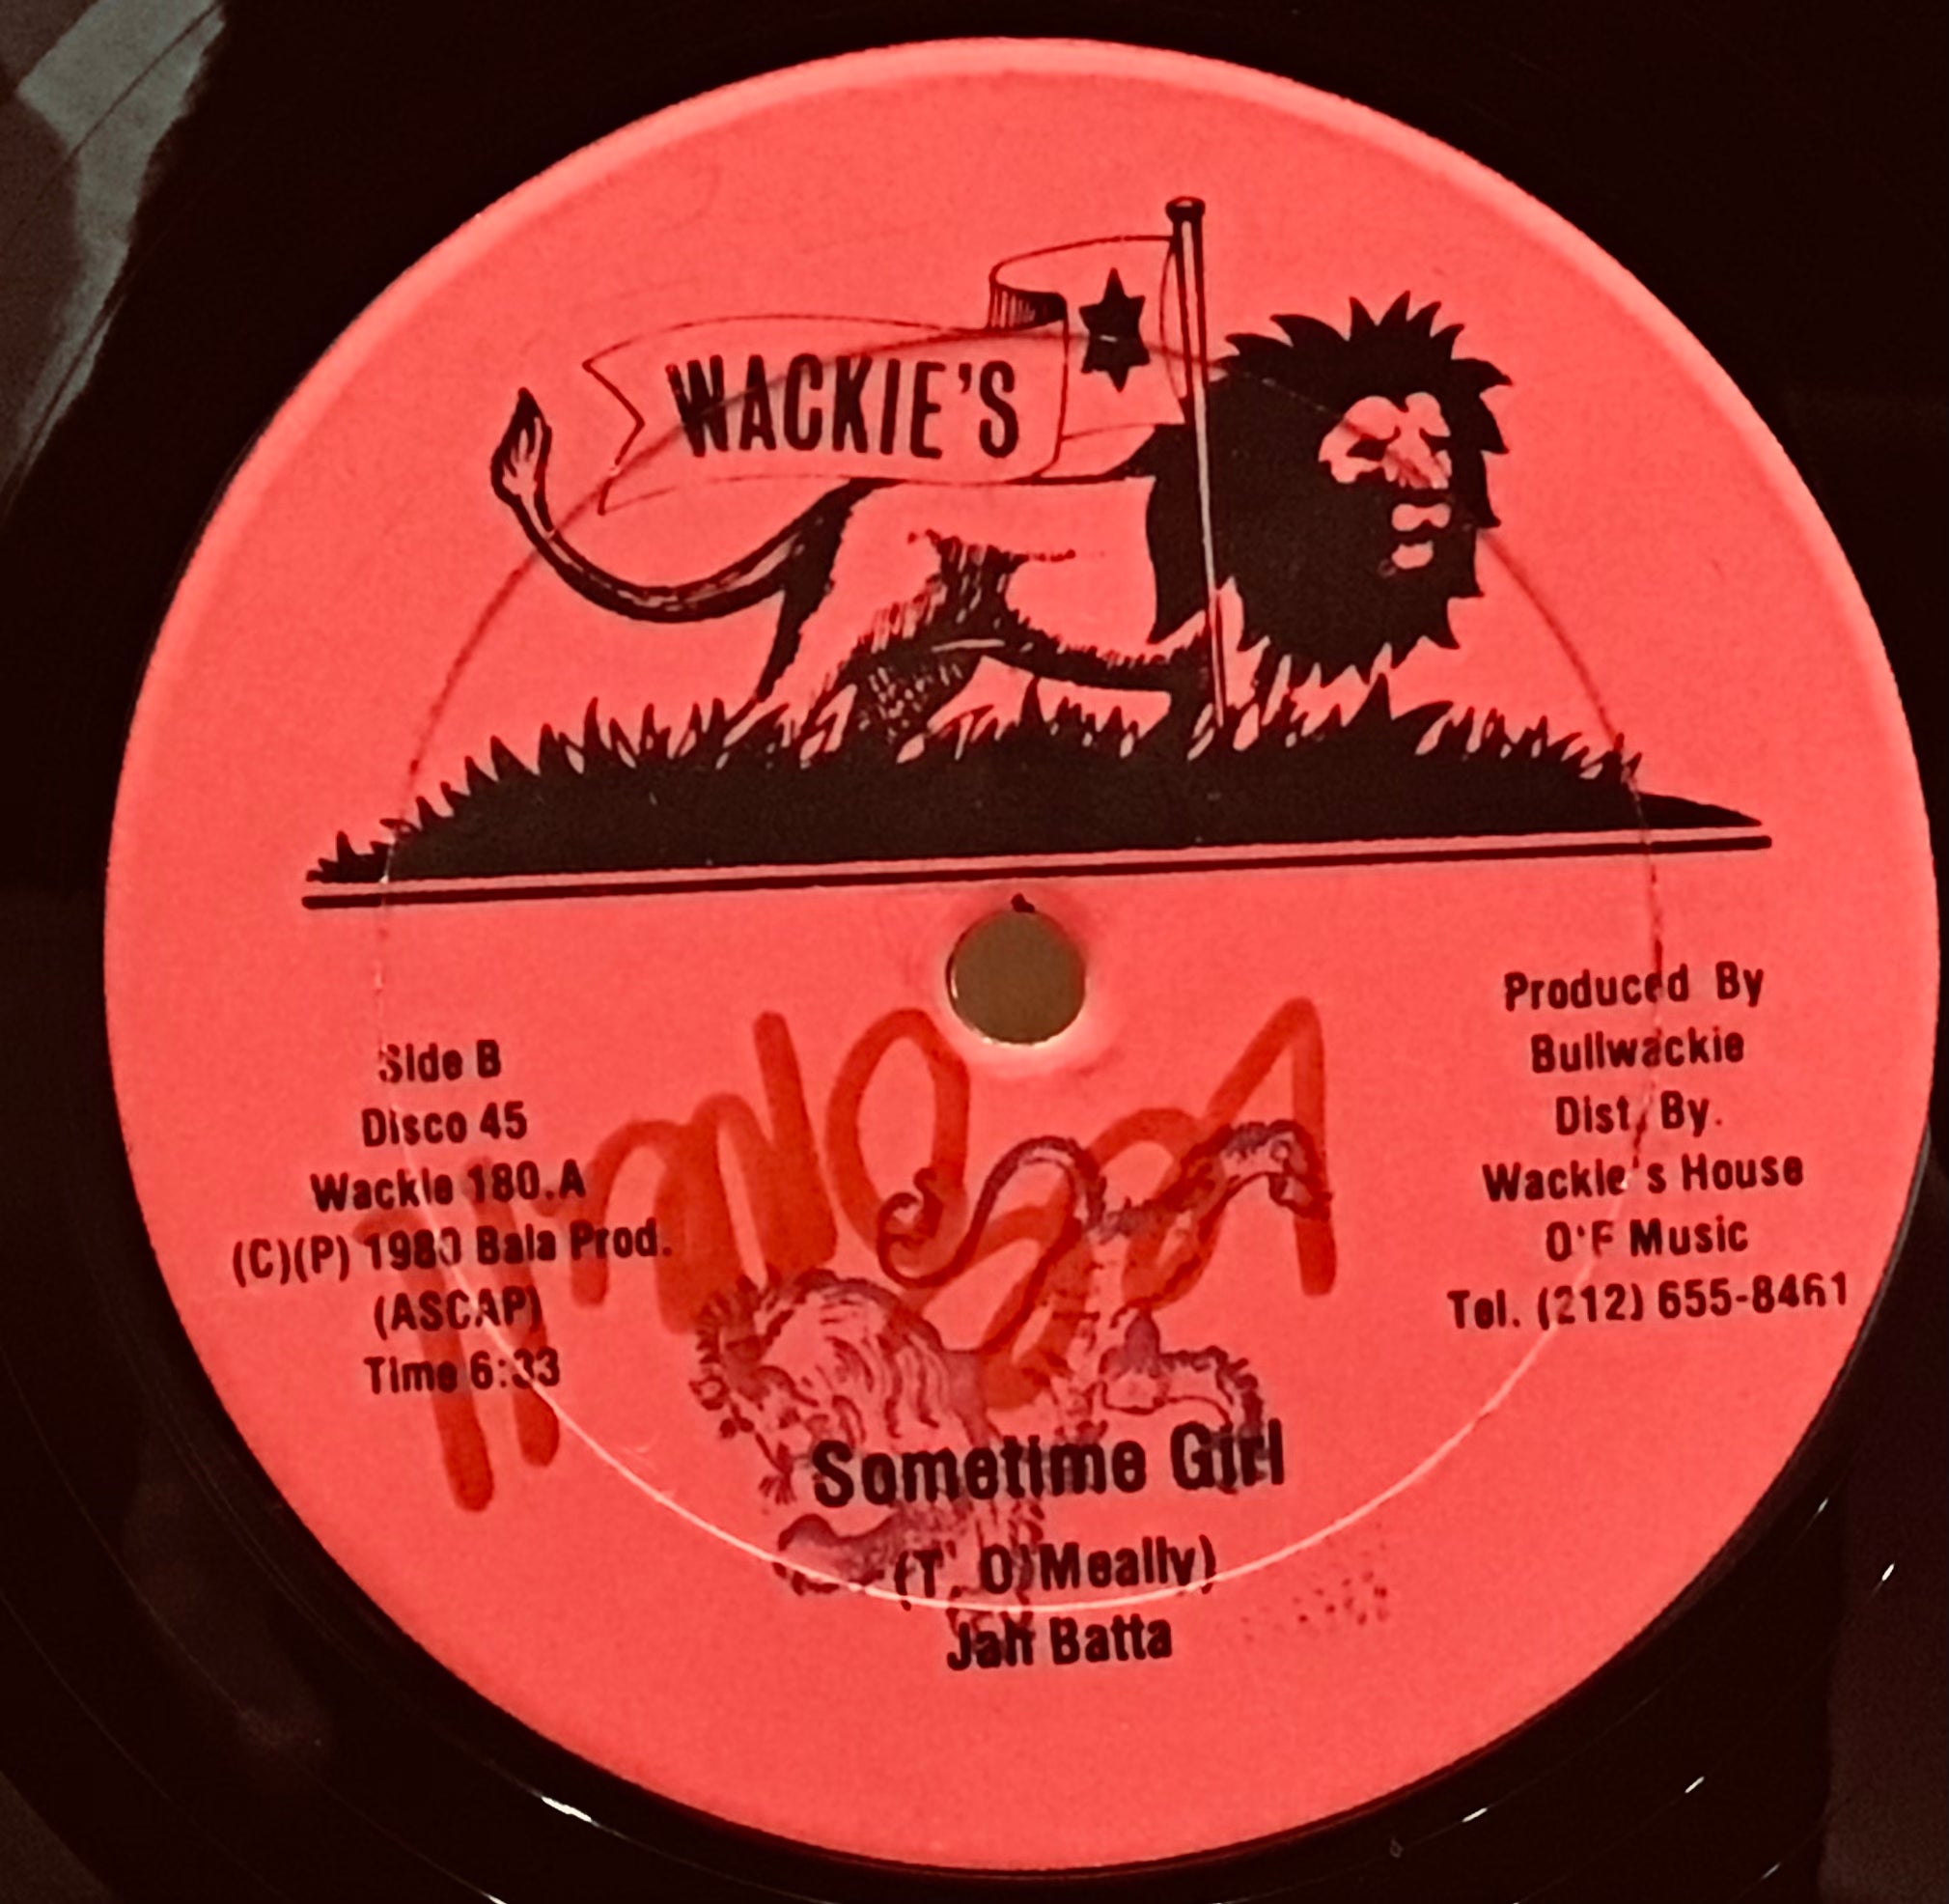 WACKIE'S
Side B
Disco 45
Wackie 180.A
(C)(P) 1980 Bala Prod.
(ASCAP)
Time 6:33
Produced By
Bullwackie
Dist. By.
Wackie's House
O'F Music
Tel. (212) 655-8461
Sometime Girl
(T. O'Meally)
Jah Batta